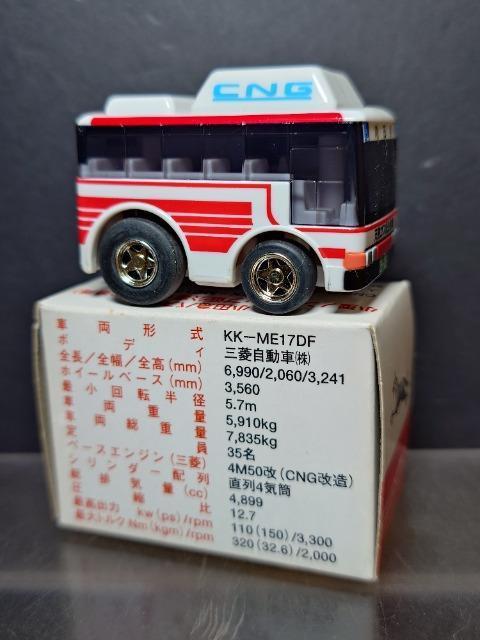 CNG
車両形式 KK-ME17DF
ボディ 三菱自動車㈱
全長/全幅/全高(mm) 6,990/2,060/3,241
ホイールベース(mm) 3,560
最小回転半径 5.7m
車両重量 5,910kg
車両総重量 7,835kg
定員 35名
ベースエンジン(三菱) 4M50改(CNG改造)
シリンダー配列 直列4気筒
総排気量(cc) 4,899
圧縮比 12.7
最高出力 kw(ps)/rpm 110(150)/3,300
最大トルクNm(kgm)/rpm 320(32.6)/2,000